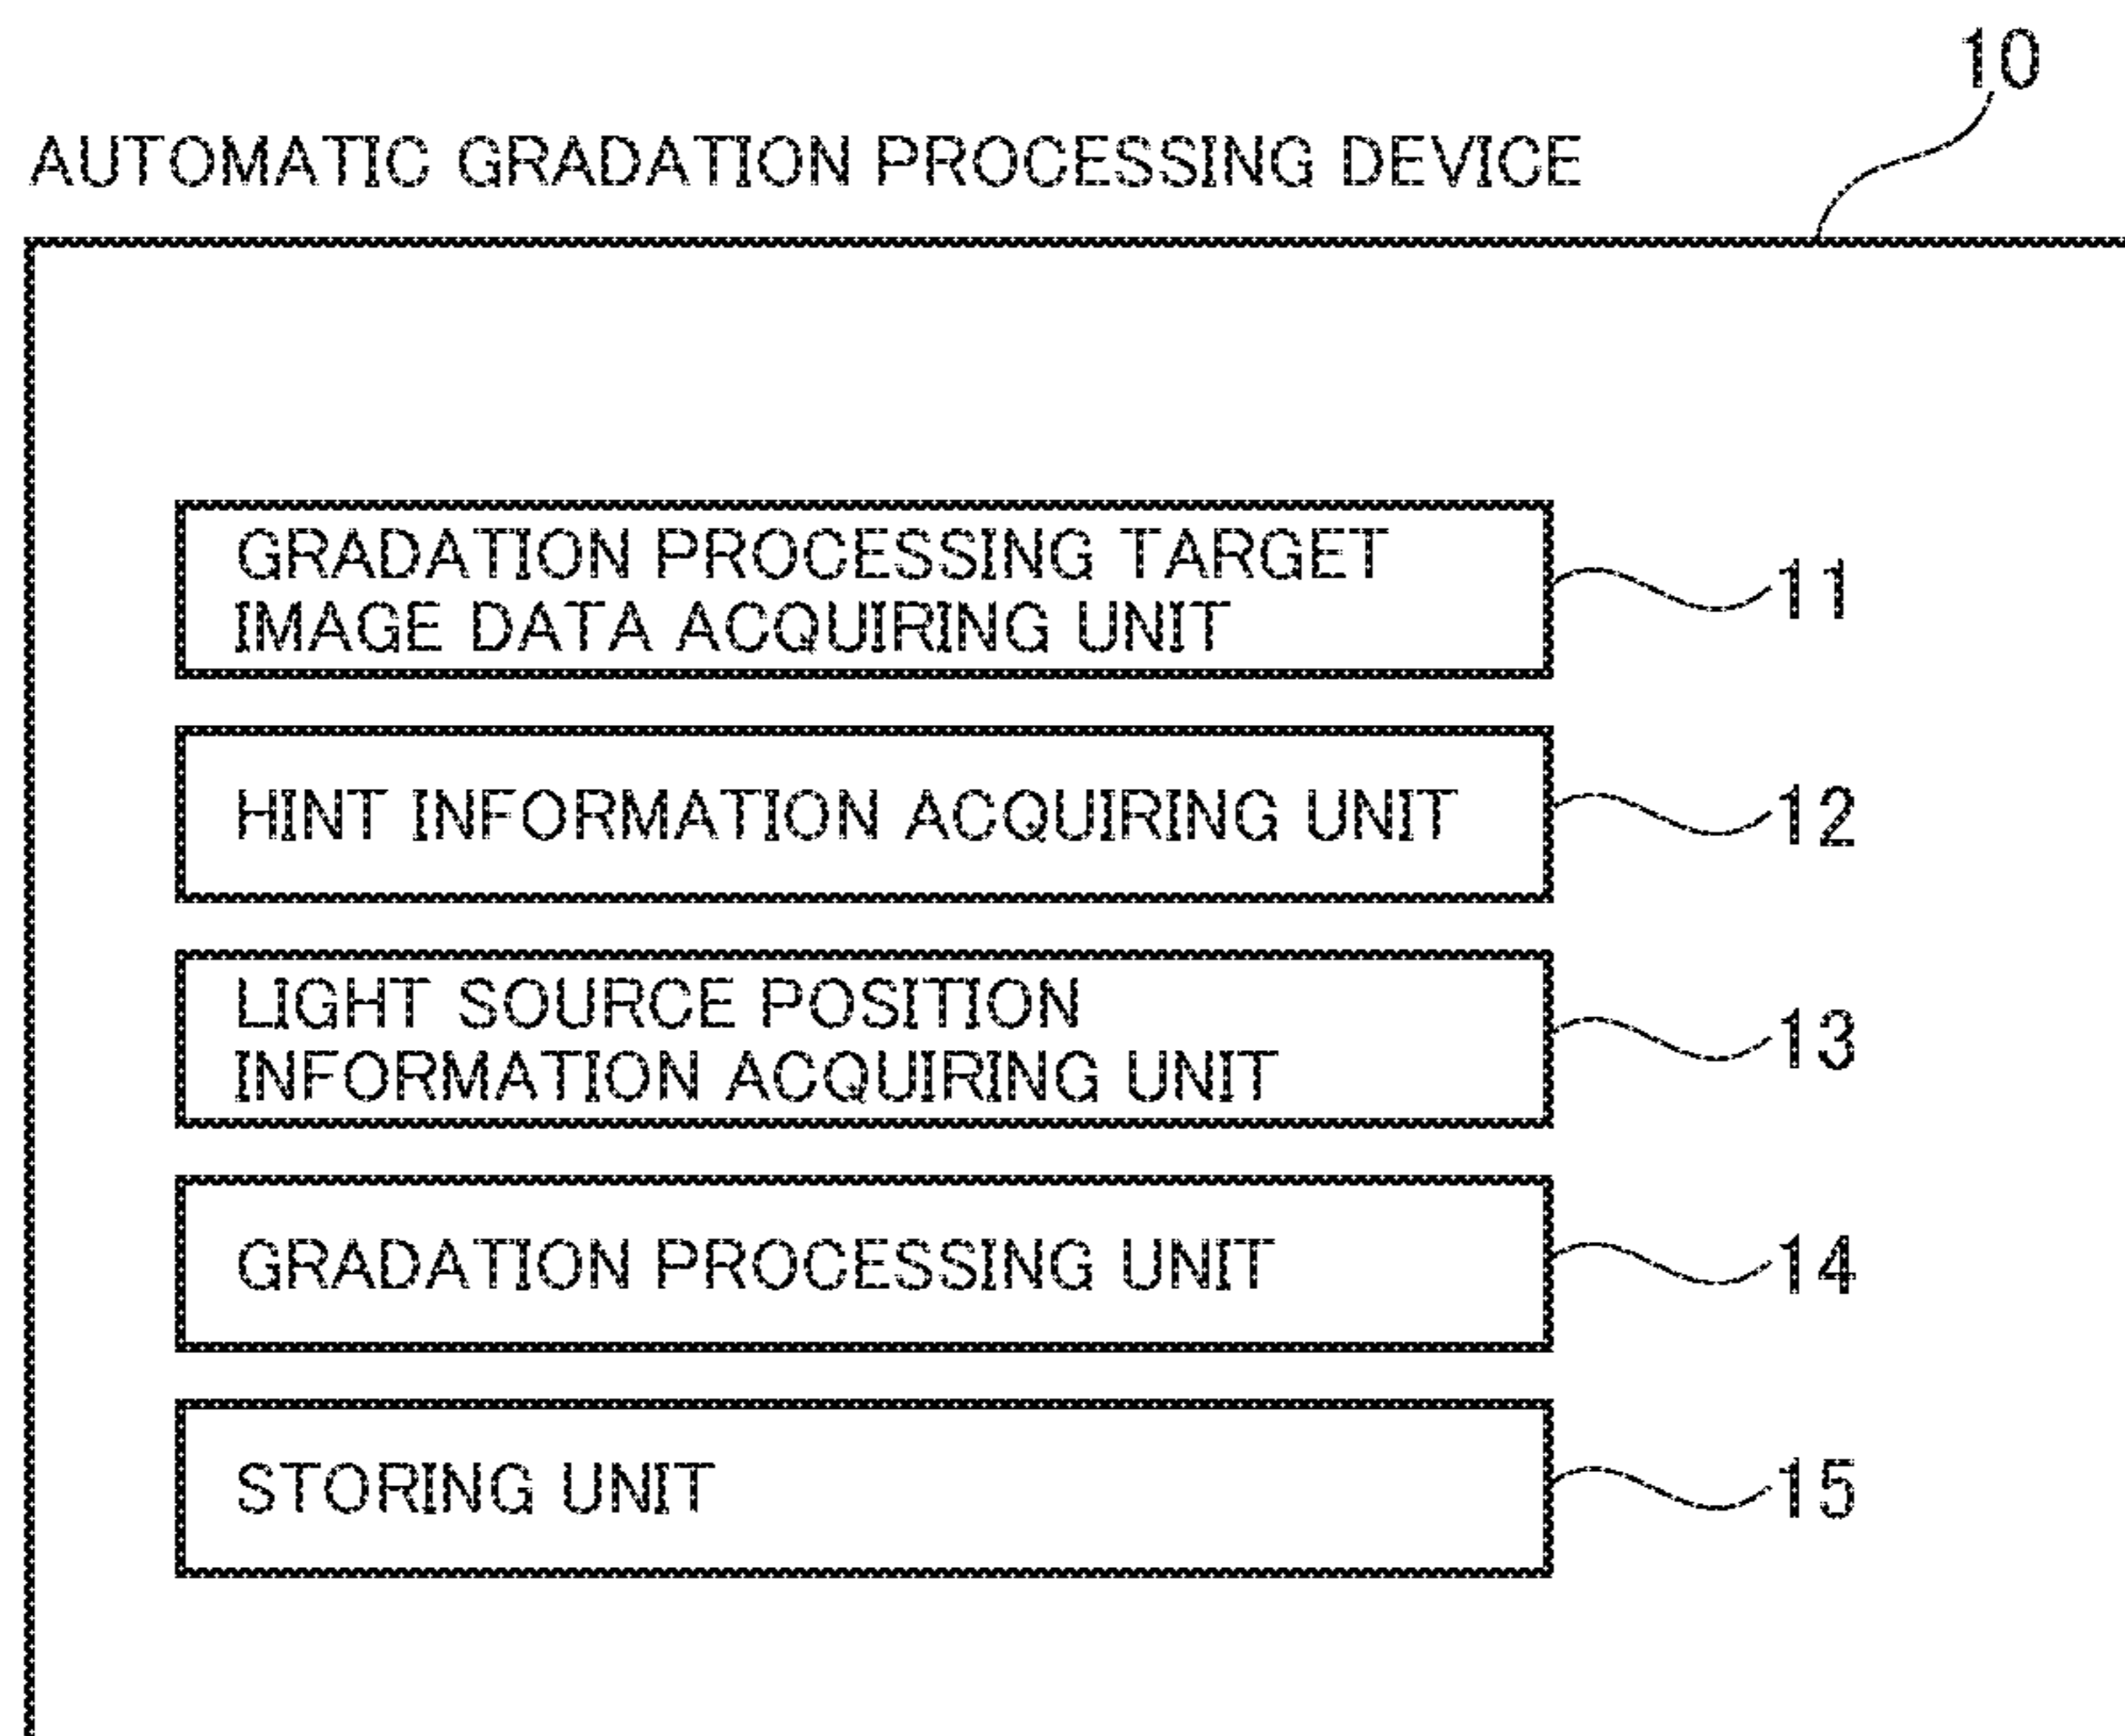 10
AUTOMATIC GRADATION PROCESSING DEVICE
GRADATION PROCESSING TARGET
IMAGE DATA ACQUIRING UNIT
11
HINT INFORMATION ACQUIRING UNIT
12
LIGHT SOURCE POSITION
INFORMATION ACQUIRING UNIT
13
GRADATION PROCESSING UNIT
14
STORING UNIT
15